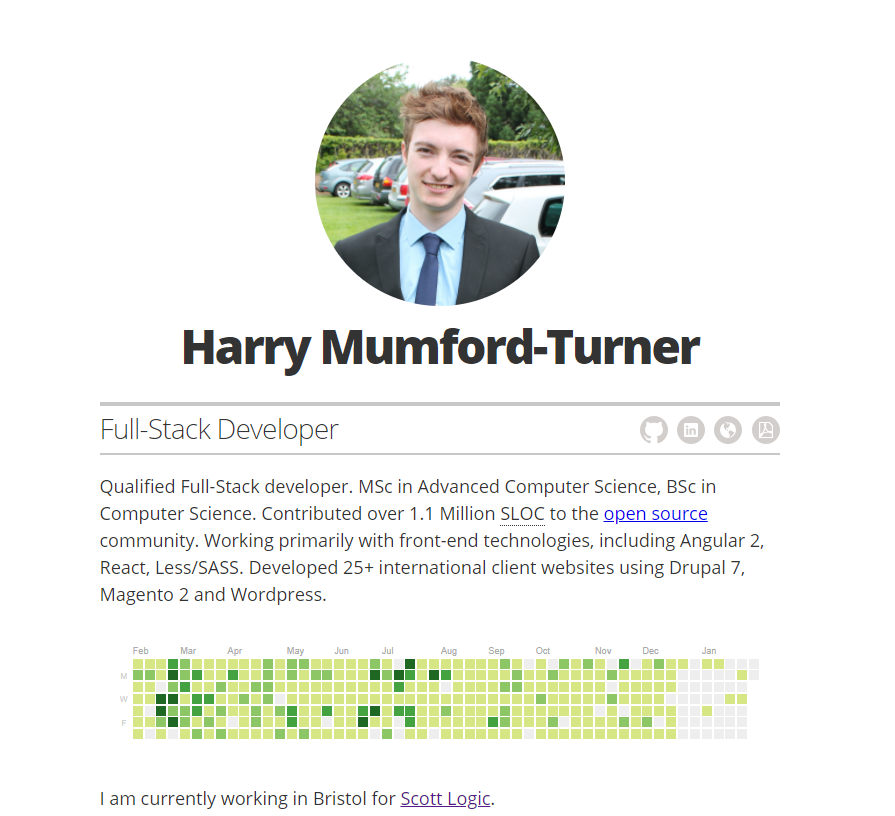 Harry Mumford-Turner
Full-Stack Developer
Qualified Full-Stack developer. MSc in Advanced Computer Science, BSc in
Computer Science. Contributed over 1.1 Million SLOC to the open source
community. Working primarily with front-end technologies, including Angular 2,
React, Less/SASS. Developed 25+ international client websites using Drupal 7,
Magento 2 and Wordpress.
Feb Mar Apr May Jun Jul Aug Sep Oct Nov Dec Jan
M
W
F
I am currently working in Bristol for Scott Logic.